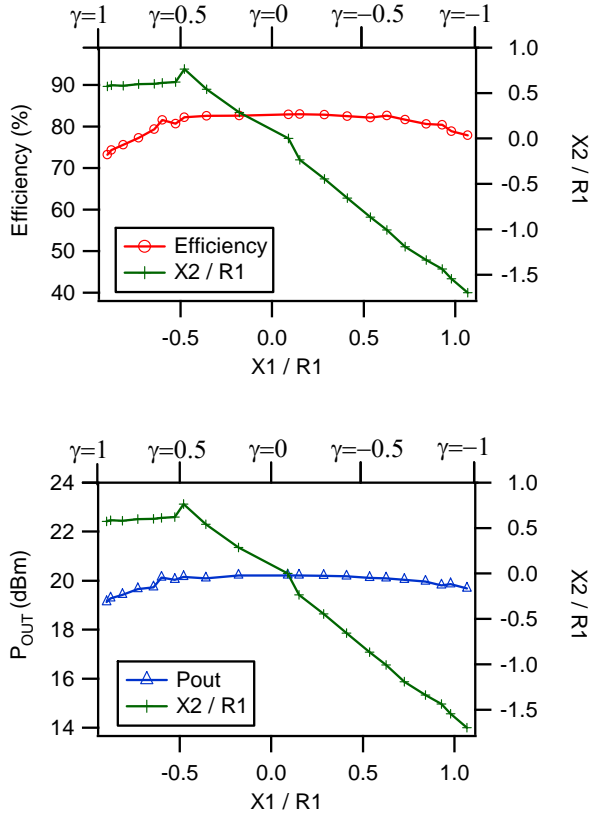 γ=1 γ=0.5 γ=0 γ=−0.5 γ=−1
90
80
70
60
50
40
Efficiency (%)
1.0
0.5
0.0
-0.5
-1.0
-1.5
X2 / R1
Efficiency
X2 / R1
-0.5 0.0 0.5 1.0
X1 / R1
γ=1 γ=0.5 γ=0 γ=−0.5 γ=−1
24
22
20
18
16
14
POUT (dBm)
1.0
0.5
0.0
-0.5
-1.0
-1.5
X2 / R1
Pout
X2 / R1
-0.5 0.0 0.5 1.0
X1 / R1